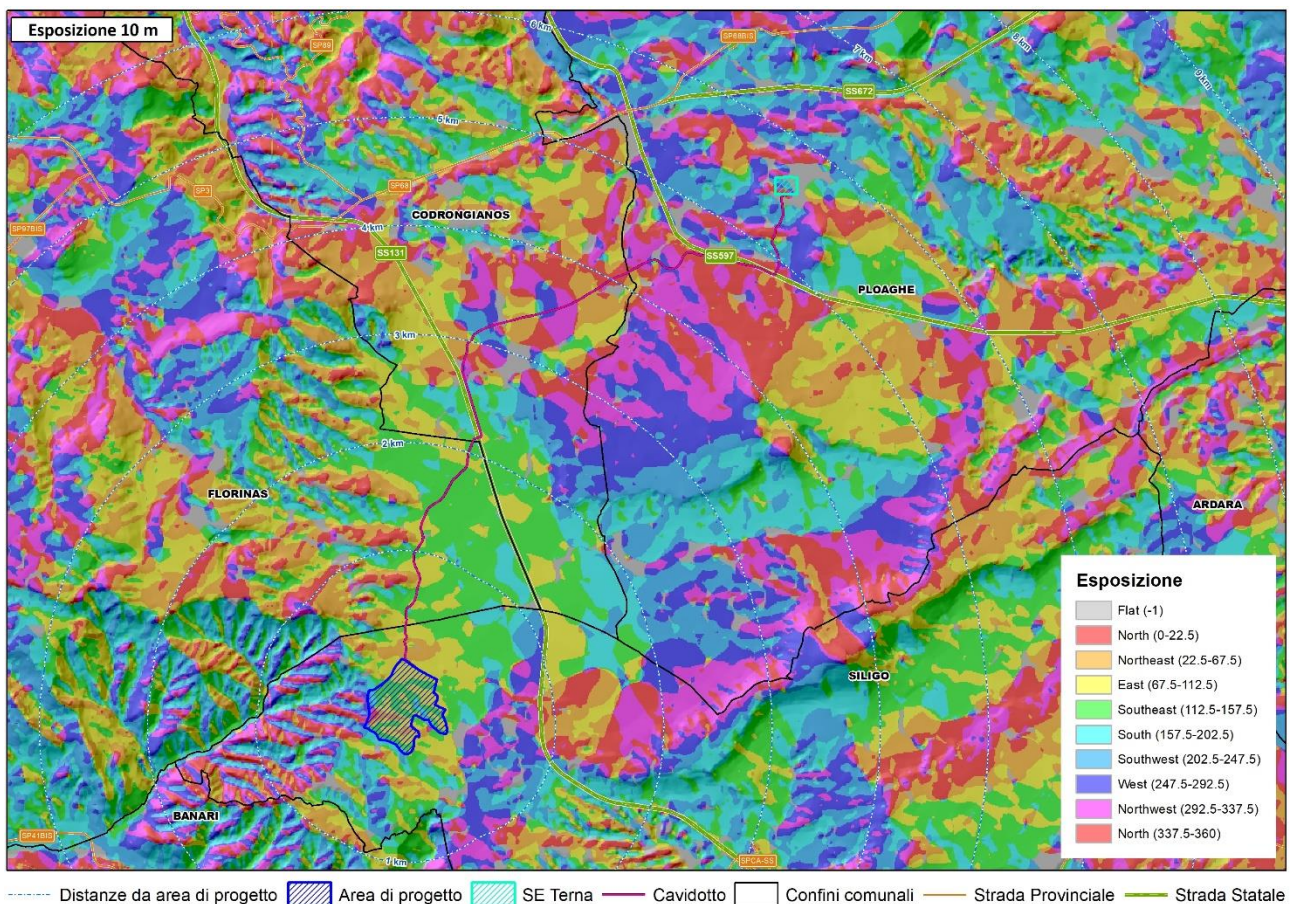 Esposizione 10 m
SP69
6 km
SP68BIS
7 km
8 km
9 km
SS672
5 km
SP3
SP68
CODRONGIANOS
SP97BIS
4 km
SS131
SS597
PLOAGHE
3 km
2 km
FLORINAS
ARDARA
SILIGO
BANARI
SP41BIS
1 km
SPCA-SS
Esposizione
Flat (-1)
North (0-22.5)
Northeast (22.5-67.5)
East (67.5-112.5)
Southeast (112.5-157.5)
South (157.5-202.5)
Southwest (202.5-247.5)
West (247.5-292.5)
Northwest (292.5-337.5)
North (337.5-360)
Distanze da area di progetto
Area di progetto
SE Terna
Cavidotto
Confini comunali
Strada Provinciale
Strada Statale